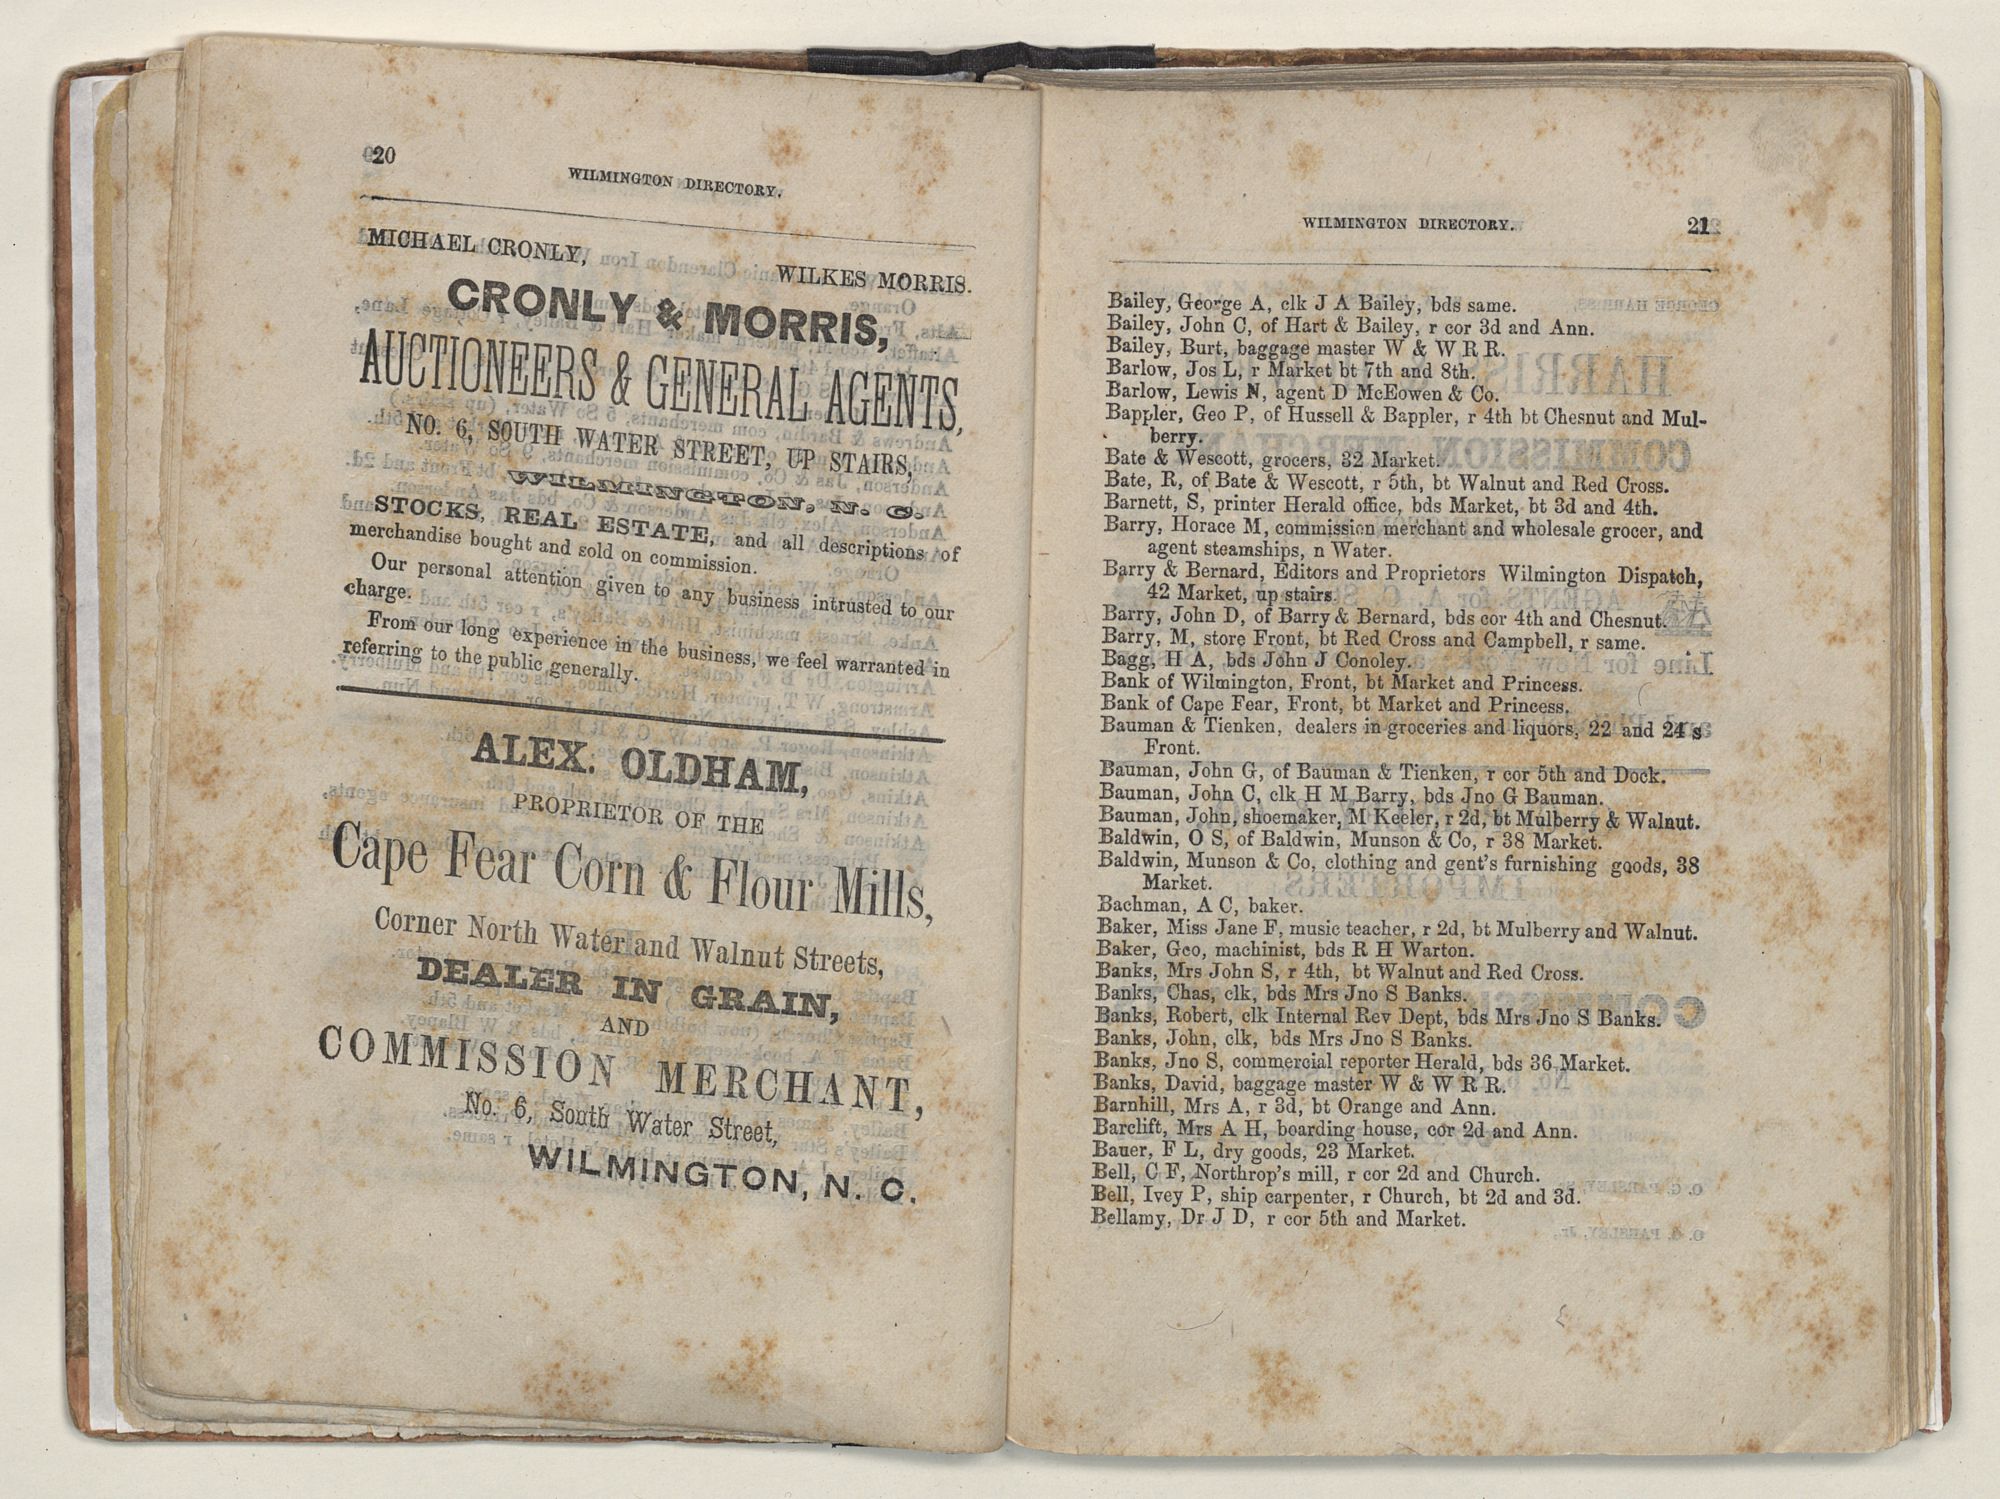 20
WILMINGTON DIRECTORY.
MICHAEL CRONLY,
WILKES MORRIS.
CRONLY & MORRIS,
AUCTIONEERS & GENERAL AGENTS,
NO. 6, SOUTH WATER STREET, UP STAIRS,
WILMINGTON, N. C.
STOCKS, REAL ESTATE, and all descriptions of
merchandise bought and sold on commission.
Our personal attention given to any business intrusted to our
charge.
From our long experience in the business, we feel warranted in
referring to the public generally.
ALEX. OLDHAM,
PROPRIETOR OF THE
Cape Fear Corn & Flour Mills,
Corner North Water and Walnut Streets,
DEALER IN GRAIN,
AND
COMMISSION MERCHANT,
No. 6, South Water Street,
WILMINGTON, N. C.
WILMINGTON DIRECTORY.
21
Bailey, George A, clk J A Bailey, bds same.
Bailey, John C, of Hart & Bailey, r cor 3d and Ann.
Bailey, Burt, baggage master W & W R R.
Barlow, Jos L, r Market bt 7th and 8th.
Barlow, Lewis N, agent D McEowen & Co.
Bappler, Geo P, of Hussell & Bappler, r 4th bt Chesnut and Mul-
berry.
Bate & Wescott, grocers, 32 Market.
Bate, R, of Bate & Wescott, r 5th, bt Walnut and Red Cross.
Barnett, S, printer Herald office, bds Market, bt 3d and 4th.
Barry, Horace M, commission merchant and wholesale grocer, and
agent steamships, n Water.
Barry & Bernard, Editors and Proprietors Wilmington Dispatch,
42 Market, up stairs.
Barry, John D, of Barry & Bernard, bds cor 4th and Chesnut.
Barry, M, store Front, bt Red Cross and Campbell, r same.
Bagg, H A, bds John J Conoley.
Bank of Wilmington, Front, bt Market and Princess.
Bank of Cape Fear, Front, bt Market and Princess.
Bauman & Tienken, dealers in groceries and liquors, 22 and 24 s
Front.
Bauman, John G, of Bauman & Tienken, r cor 5th and Dock.
Bauman, John C, clk H M Barry, bds Jno G Bauman.
Bauman, John, shoemaker, M Keeler, r 2d, bt Mulberry & Walnut.
Baldwin, O S, of Baldwin, Munson & Co, r 38 Market.
Baldwin, Munson & Co, clothing and gent's furnishing goods, 38
Market.
Bachman, A C, baker.
Baker, Miss Jane F, music teacher, r 2d, bt Mulberry and Walnut.
Baker, Geo, machinist, bds R H Warton.
Banks, Mrs John S, r 4th, bt Walnut and Red Cross.
Banks, Chas, clk, bds Mrs Jno S Banks.
Banks, Robert, clk Internal Rev Dept, bds Mrs Jno S Banks.
Banks, John, clk, bds Mrs Jno S Banks.
Banks, Jno S, commercial reporter Herald, bds 36 Market.
Banks, David, baggage master W & W R R.
Barnhill, Mrs A, r 3d, bt Orange and Ann.
Barclift, Mrs A H, boarding house, cor 2d and Ann.
Bauer, F L, dry goods, 23 Market.
Bell, C F, Northrop's mill, r cor 2d and Church.
Bell, Ivey P, ship carpenter, r Church, bt 2d and 3d.
Bellamy, Dr J D, r cor 5th and Market.